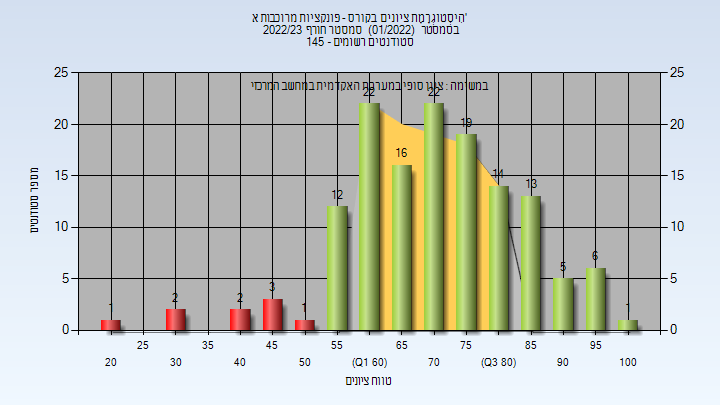 היסטוגרמת ציונים בקורס - פונקציות מרוכבות א'
בסמסטר (01/2022) סמסטר חורף 2022/23
סטודנטים רשומים - 145
במשימה : ציון סופי במערכת האקדמית במחשב המרכזי
25 25
20 20
15 15
10 10
5 5
0 0
מספר סטודנטים
1 2 2 3 1 12 22 16 22 19 14 13 5 6 1
25 35 45 55 65 75 85 95
20 30 40 50 (Q1 60) 70 (Q3 80) 90 100
טווח ציונים